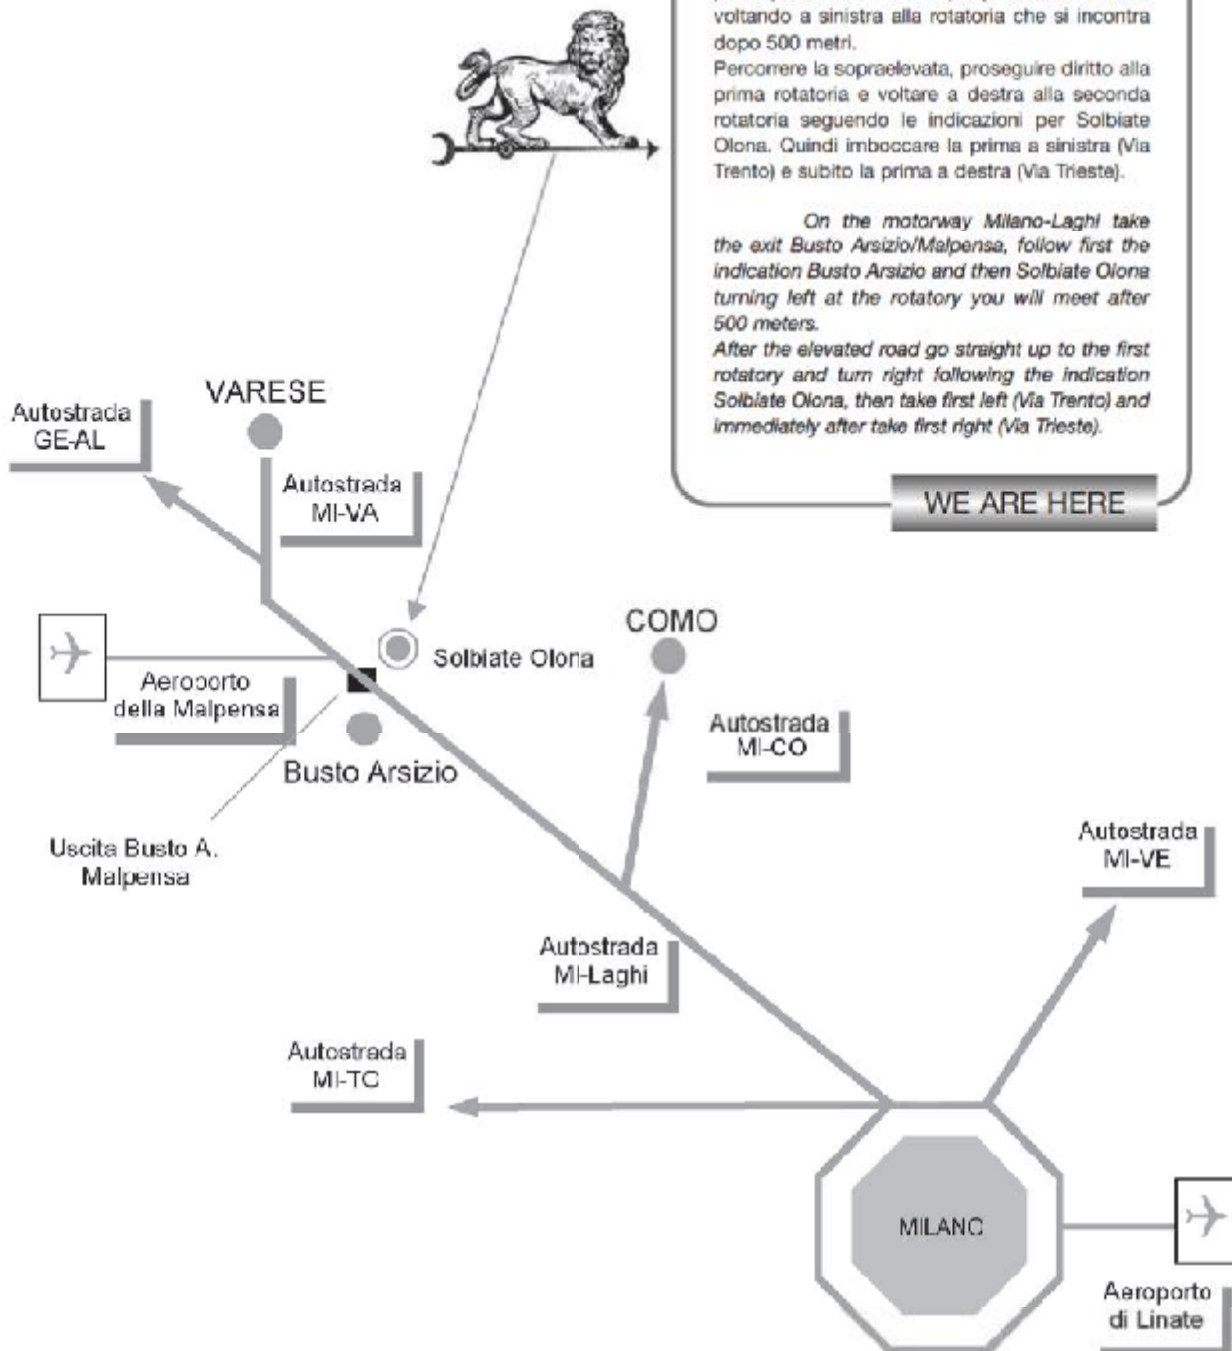 voltando a sinistra alla rotatoria che si incontra
dopo 500 metri.
Percorrere la sopraelevata, proseguire diritto alla
prima rotatoria e voltare a destra alla seconda
rotatoria seguendo le indicazioni per Solbiate
Olona. Quindi imboccare la prima a sinistra (Via
Trento) e subito la prima a destra (Via Trieste).
On the motorway Milano-Laghi take
the exit Busto Arsizio/Malpensa, follow first the
indication Busto Arsizio and then Solbiate Olona
turning left at the rotatory you will meet after
500 meters.
After the elevated road go straight up to the first
rotatory and turn right following the indication
Solbiate Olona, then take first left (Via Trento) and
immediately after take first right (Via Trieste).
WE ARE HERE
VARESE
Autostrada
GE-AL
Autostrada
MI-VA
COMO
Solbiate Olona
Aeroporto
della Malpensa
Autostrada
MI-CO
Busto Arsizio
Uscita Busto A.
Malpensa
Autostrada
MI-VE
Autostrada
MI-Laghi
Autostrada
MI-TO
MILANO
Aeroporto
di Linate